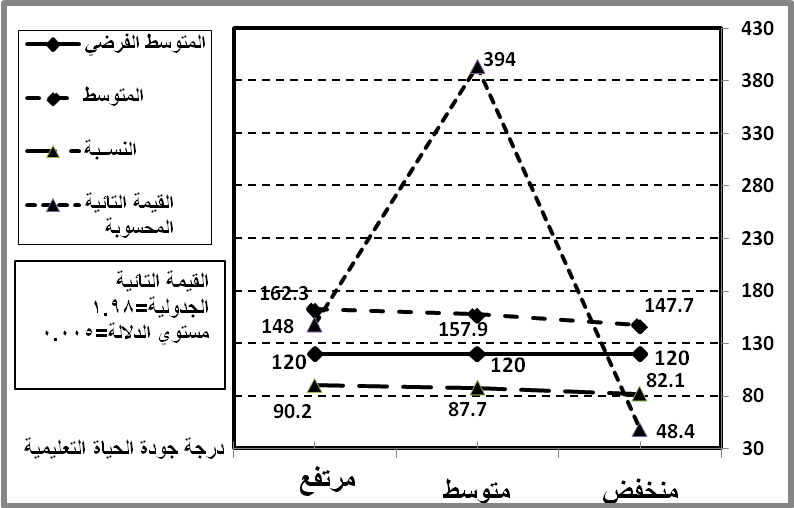 المتوسط الفرضي
المتوسط
النسبة
القيمة التائية
المحسوبة
القيمة التائية
الجدولية=١.٩٨
مستوي الدلالة=٠.٠٠٥
430
380
330
280
230
180
130
80
30
394
162.3
157.9
147.7
148
120
120
120
90.2
87.7
82.1
48.4
درجة جودة الحياة التعليمية
منخفض
متوسط
مرتفع